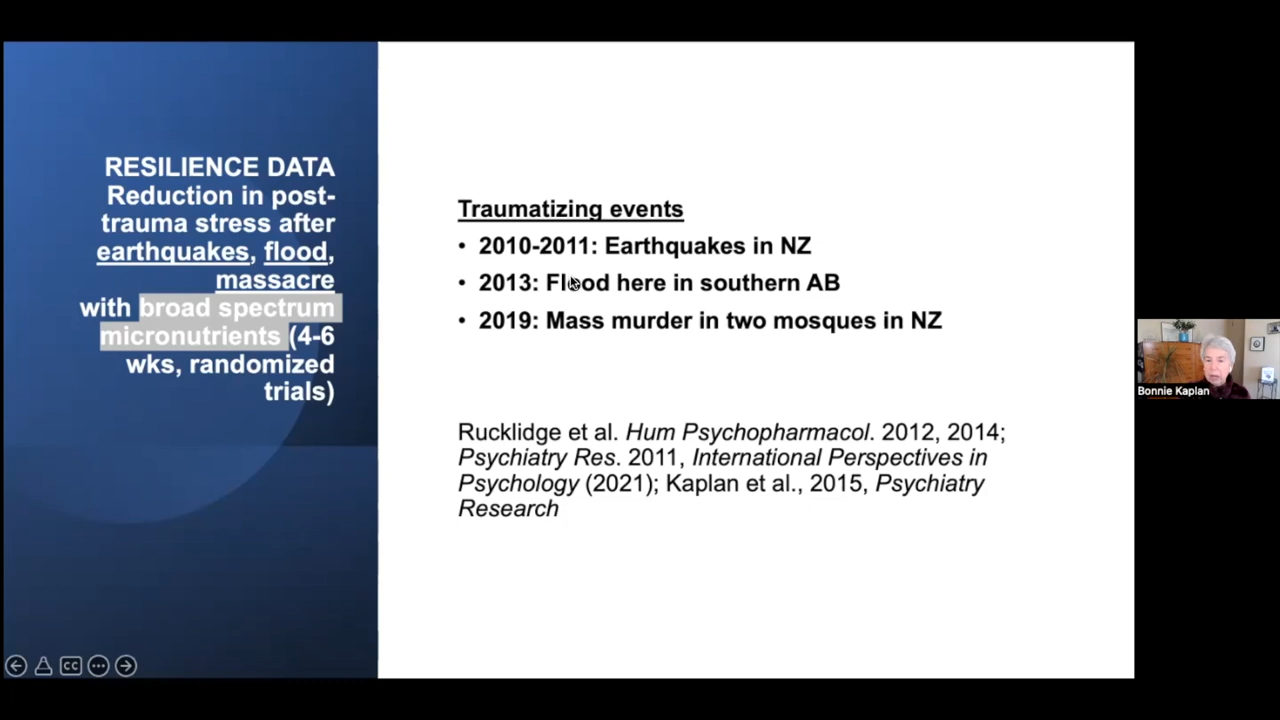 RESILIENCE DATA
Reduction in post-
trauma stress after
earthquakes, flood,
massacre
with broad spectrum
micronutrients (4-6
wks, randomized
trials)
Traumatizing events
• 2010-2011: Earthquakes in NZ
• 2013: Flood here in southern AB
• 2019: Mass murder in two mosques in NZ
Rucklidge et al. Hum Psychopharmacol. 2012, 2014;
Psychiatry Res. 2011, International Perspectives in
Psychology (2021); Kaplan et al., 2015, Psychiatry
Research
Bonnie Kaplan
CC